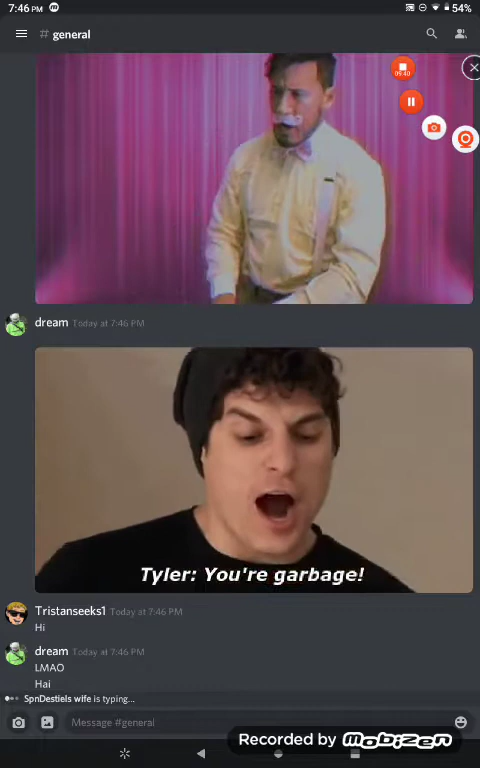 7:46 PM
54%
# general
09:40
dream Today at 7:46 PM
Tyler: You're garbage!
Tristanseeks1 Today at 7:46 PM
Hi
dream Today at 7:46 PM
LMAO
Hai
SpnDestiels wife is typing...
Message #general
Recorded by mobizen